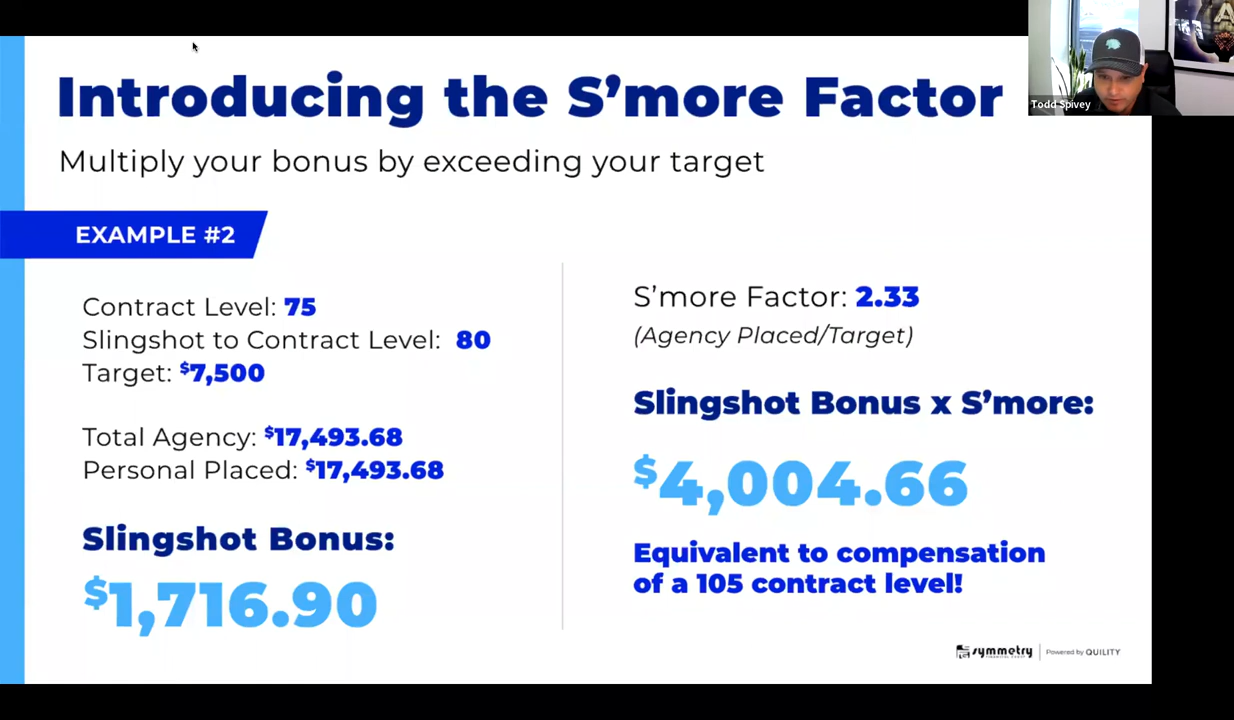 Introducing the S’more Factor
Todd Spivey
Multiply your bonus by exceeding your target
EXAMPLE #2
Contract Level: 75
Slingshot to Contract Level: 80
Target: $7,500
Total Agency: $17,493.68
Personal Placed: $17,493.68
Slingshot Bonus:
$1,716.90
S’more Factor: 2.33
(Agency Placed/Target)
Slingshot Bonus x S’more:
$4,004.66
Equivalent to compensation
of a 105 contract level!
symmetry
Powered by QUILITY